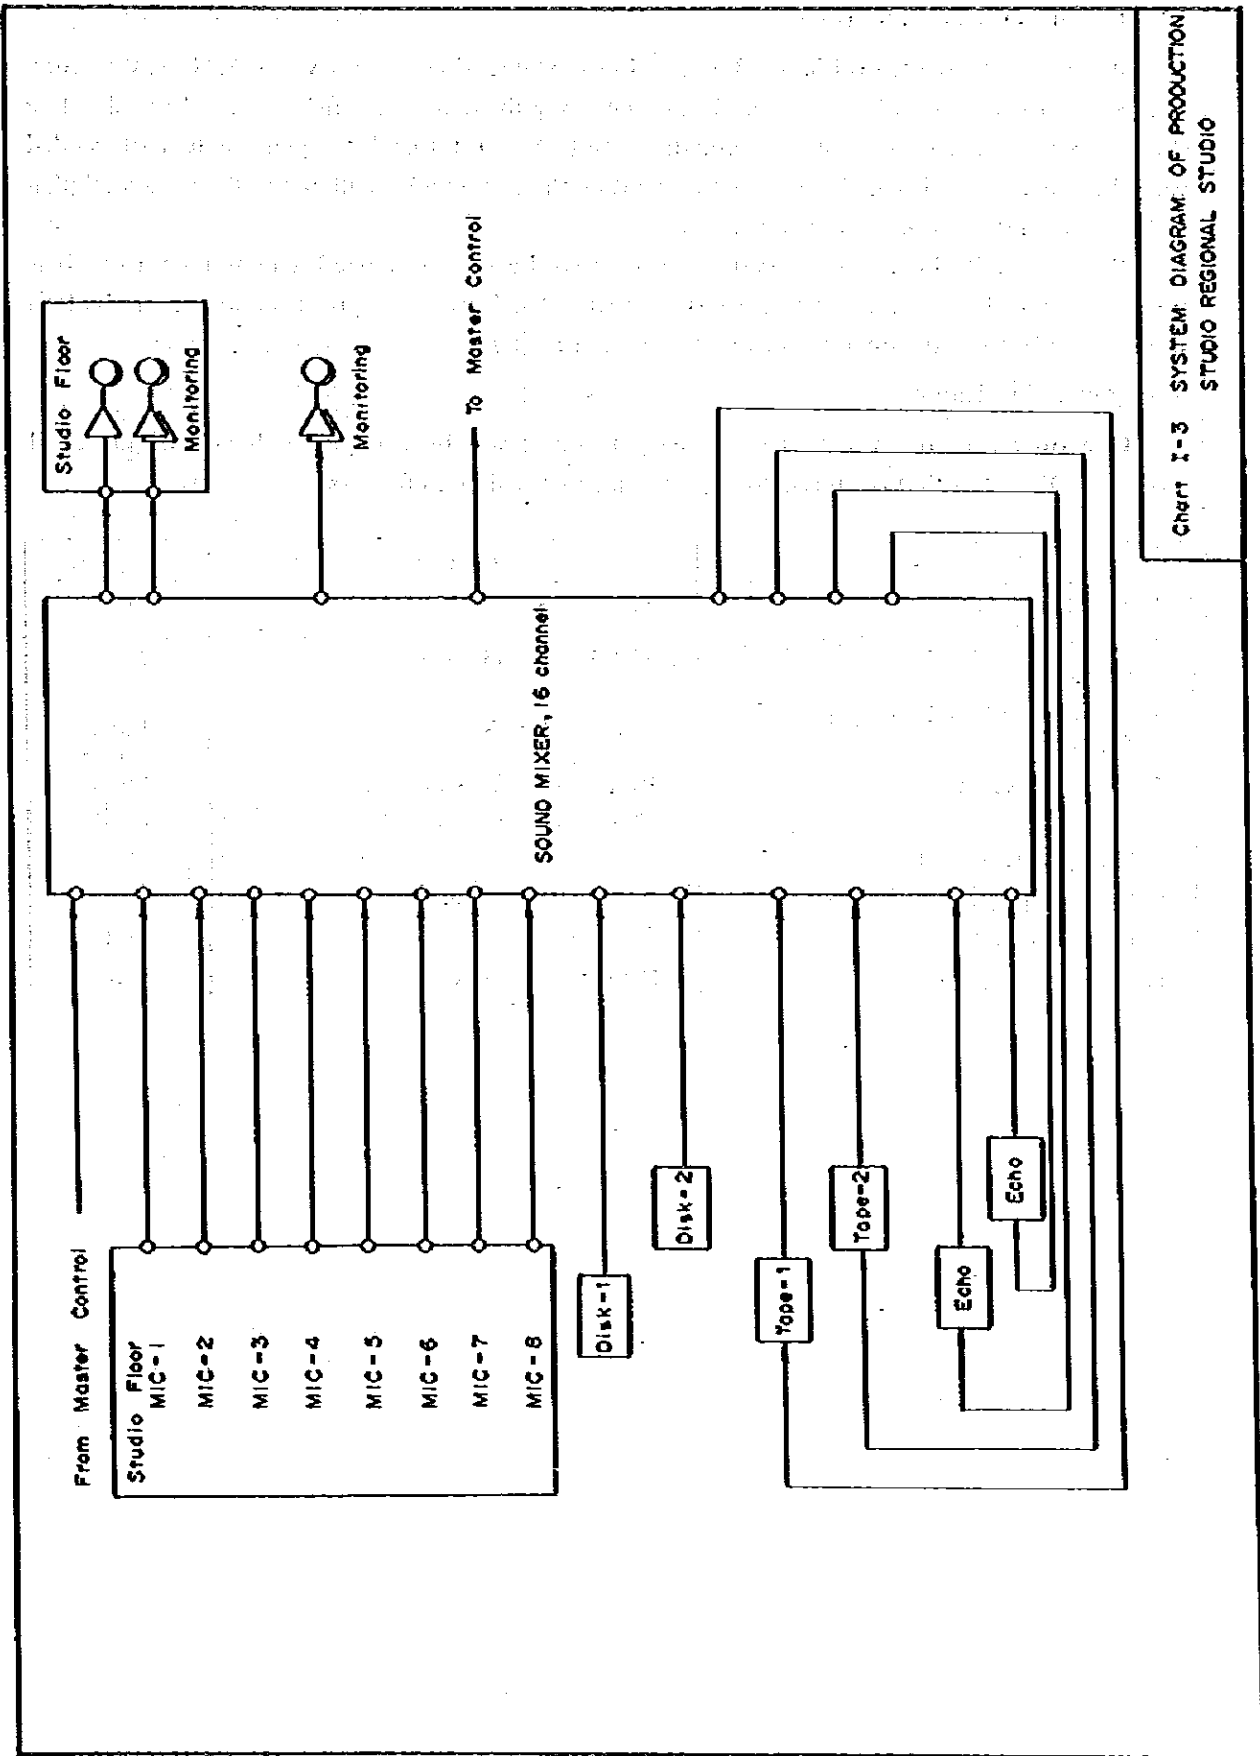 From Master Control
Studio Floor
MIC-1
MIC-2
MIC-3
MIC-4
MIC-5
MIC-6
MIC-7
MIC-8
Disk-1
Disk-2
Tape-1
Tape-2
Echo
Echo
SOUND MIXER, 16 channel
Studio Floor
Monitoring
Monitoring
To Master Control
Chart I-3 SYSTEM DIAGRAM OF PRODUCTION
STUDIO REGIONAL STUDIO